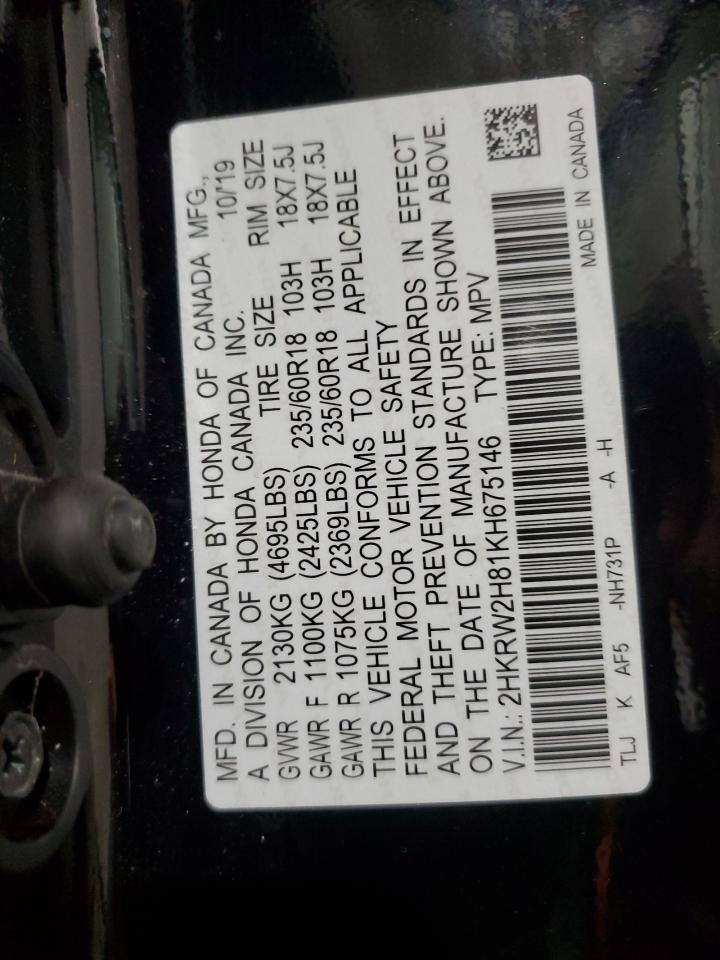 MFD. IN CANADA BY HONDA OF CANADA MFG.,
A DIVISION OF HONDA CANADA INC. 10/'19
GVWR 2130KG (4695LBS) TIRE SIZE RIM SIZE
GAWR F 1100KG (2425LBS) 235/60R18 103H 18X7.5J
GAWR R 1075KG (2369LBS) 235/60R18 103H 18X7.5J
THIS VEHICLE CONFORMS TO ALL APPLICABLE
FEDERAL MOTOR VEHICLE SAFETY
AND THEFT PREVENTION STANDARDS IN EFFECT
ON THE DATE OF MANUFACTURE SHOWN ABOVE.
V.I.N.: 2HKRW2H81KH675146 TYPE: MPV
TLJ K AF5 -NH731P -A -H MADE IN CANADA